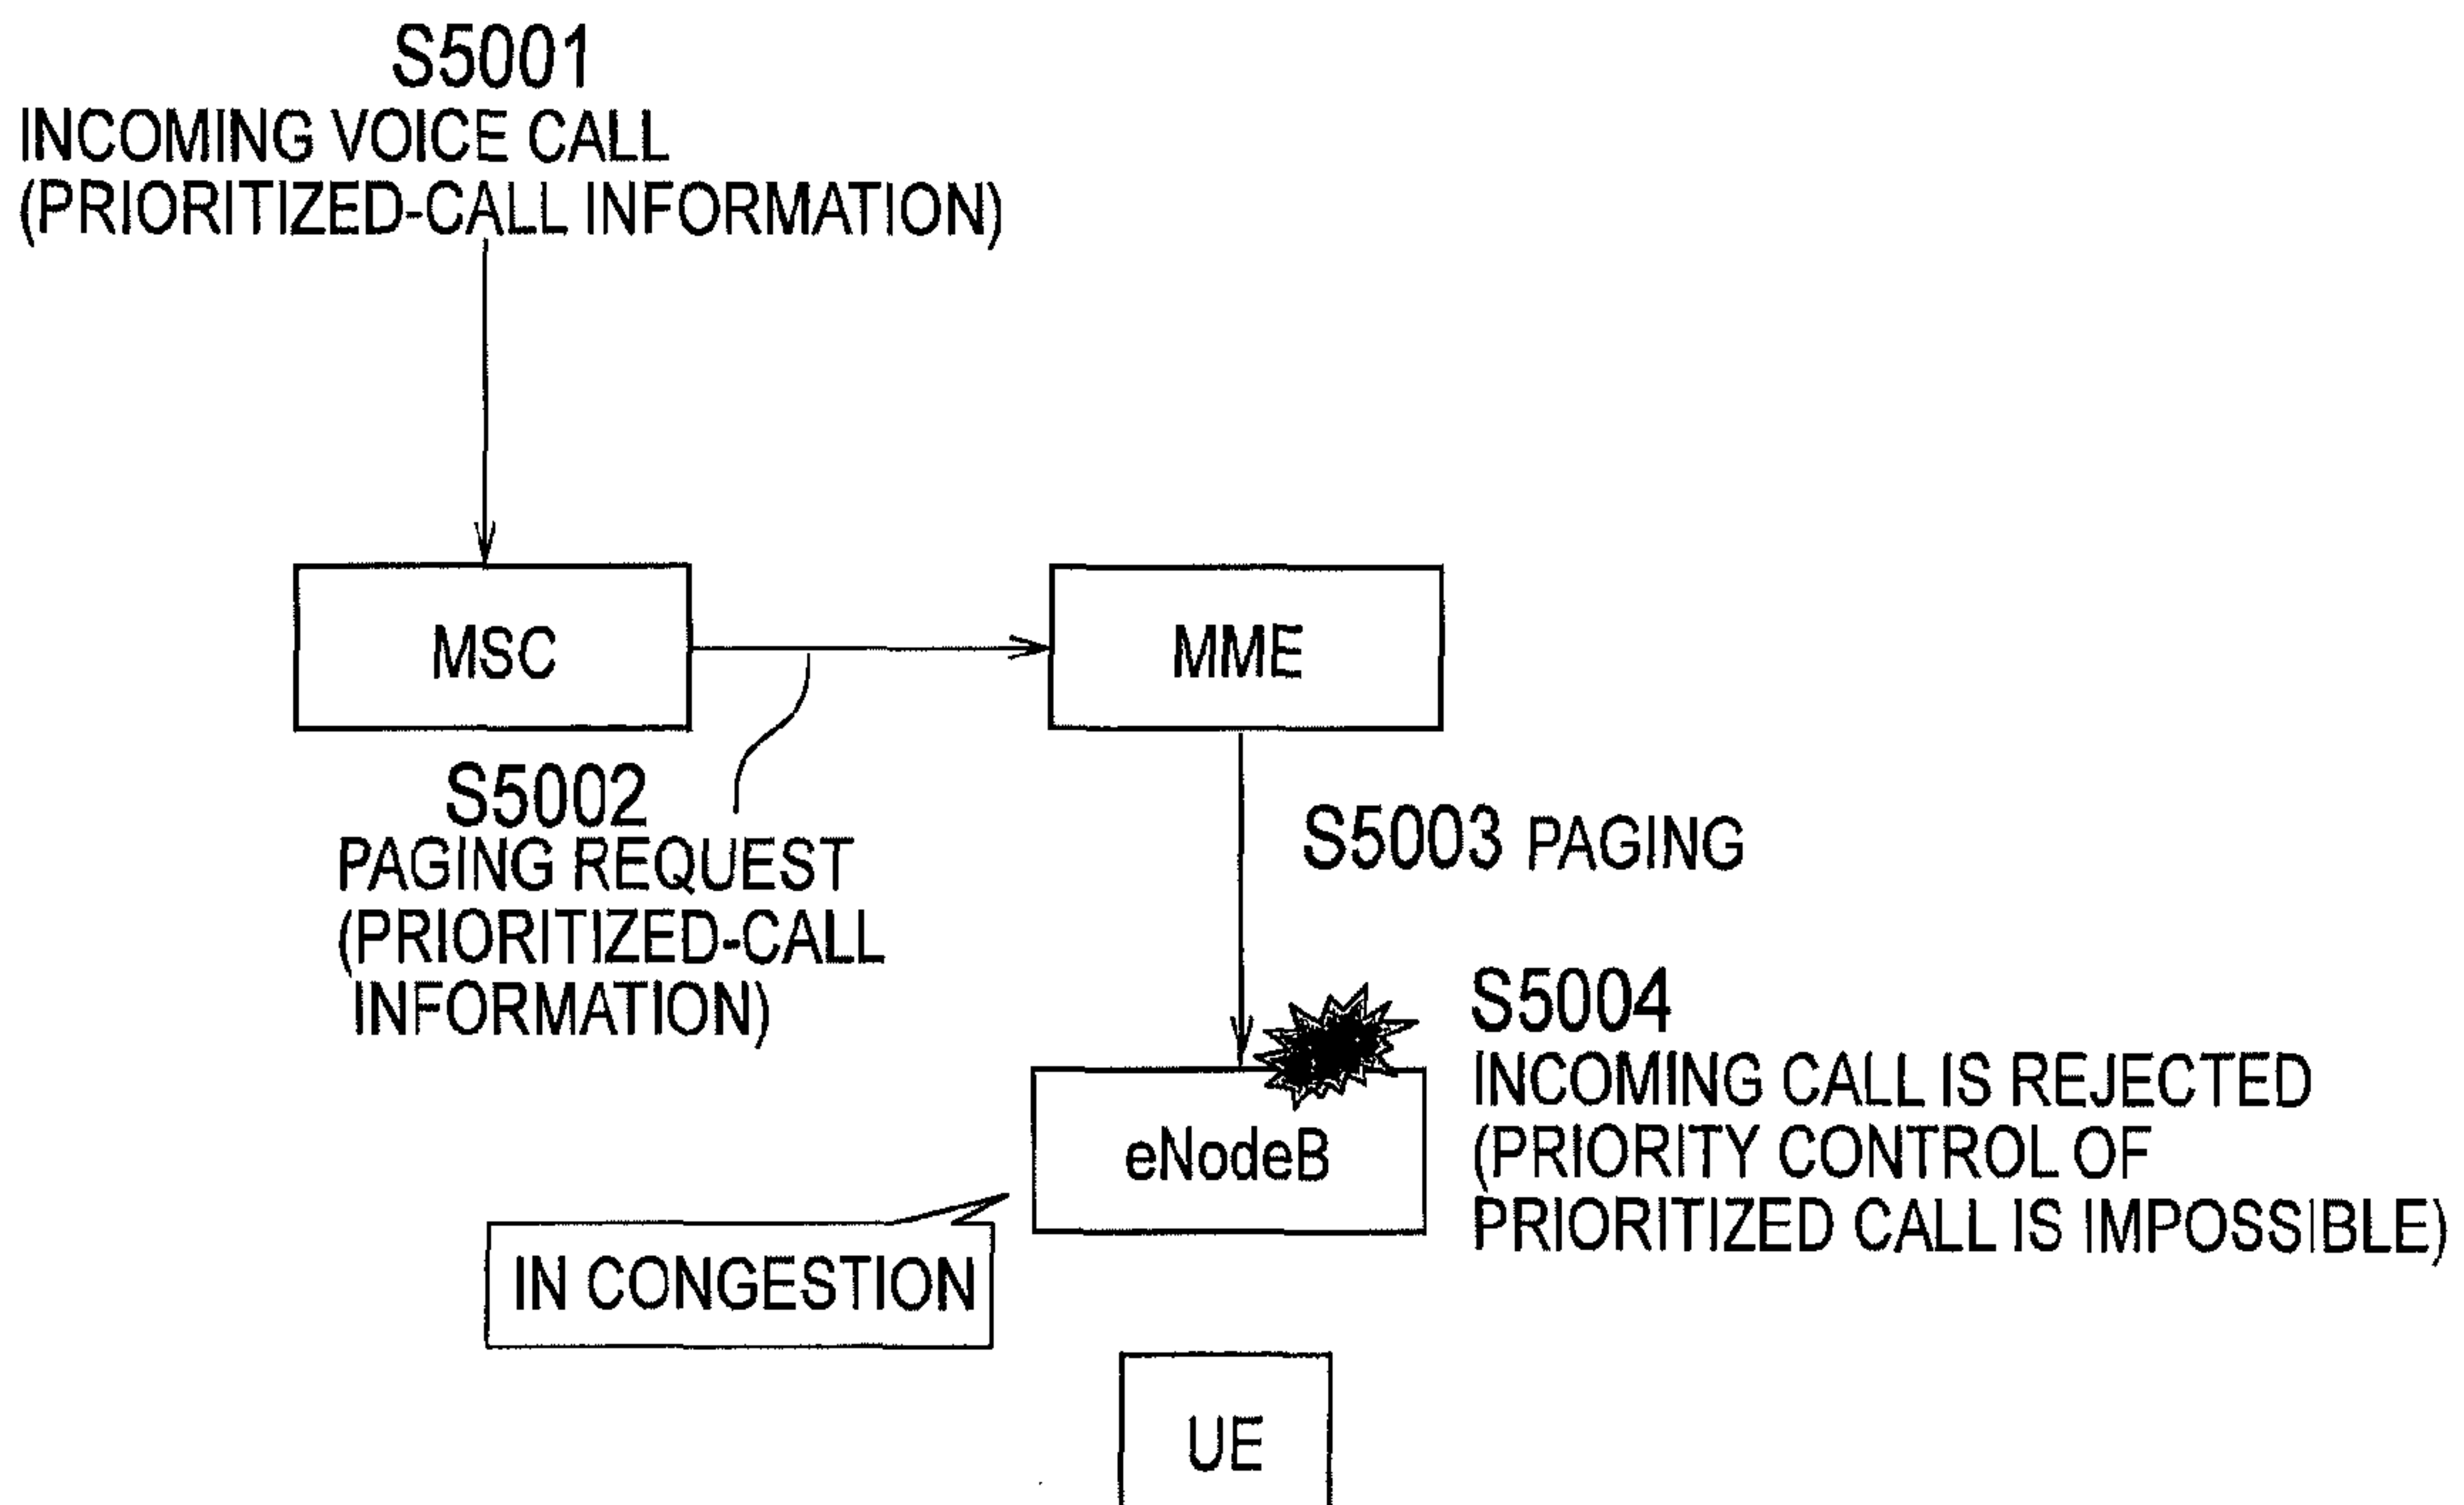 S5001
INCOMING VOICE CALL
(PRIORITIZED-CALL INFORMATION)
MSC
MME
S5002
PAGING REQUEST
(PRIORITIZED-CALL
INFORMATION)
S5003 PAGING
S5004
INCOMING CALL IS REJECTED
(PRIORITY CONTROL OF
PRIORITIZED CALL IS IMPOSSIBLE)
eNodeB
IN CONGESTION
UE